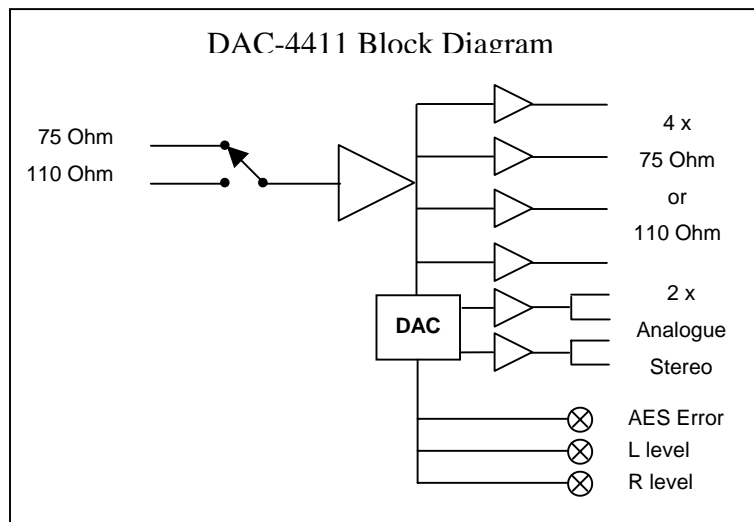 DAC-4411 Block Diagram
75 Ohm
110 Ohm
4 x
75 Ohm
or
110 Ohm
DAC
2 x
Analogue
Stereo
AES Error
L level
R level